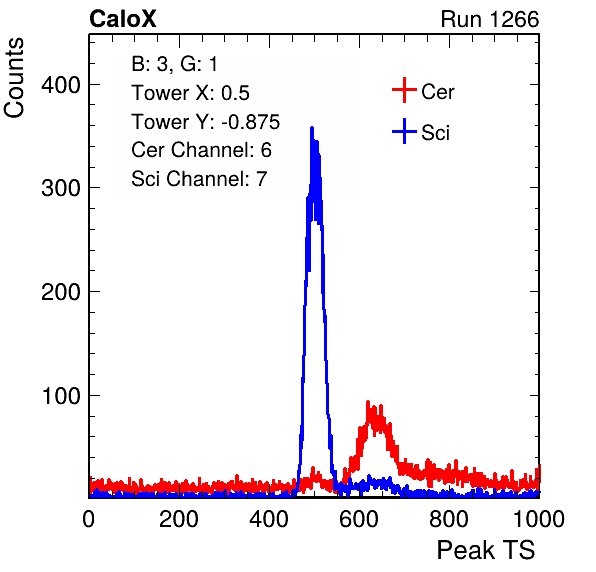 CaloX Run 1266
Counts
B: 3, G: 1
Tower X: 0.5
Tower Y: -0.875
Cer Channel: 6
Sci Channel: 7
Cer
Sci
400
300
200
100
0 200 400 600 800 1000
Peak TS